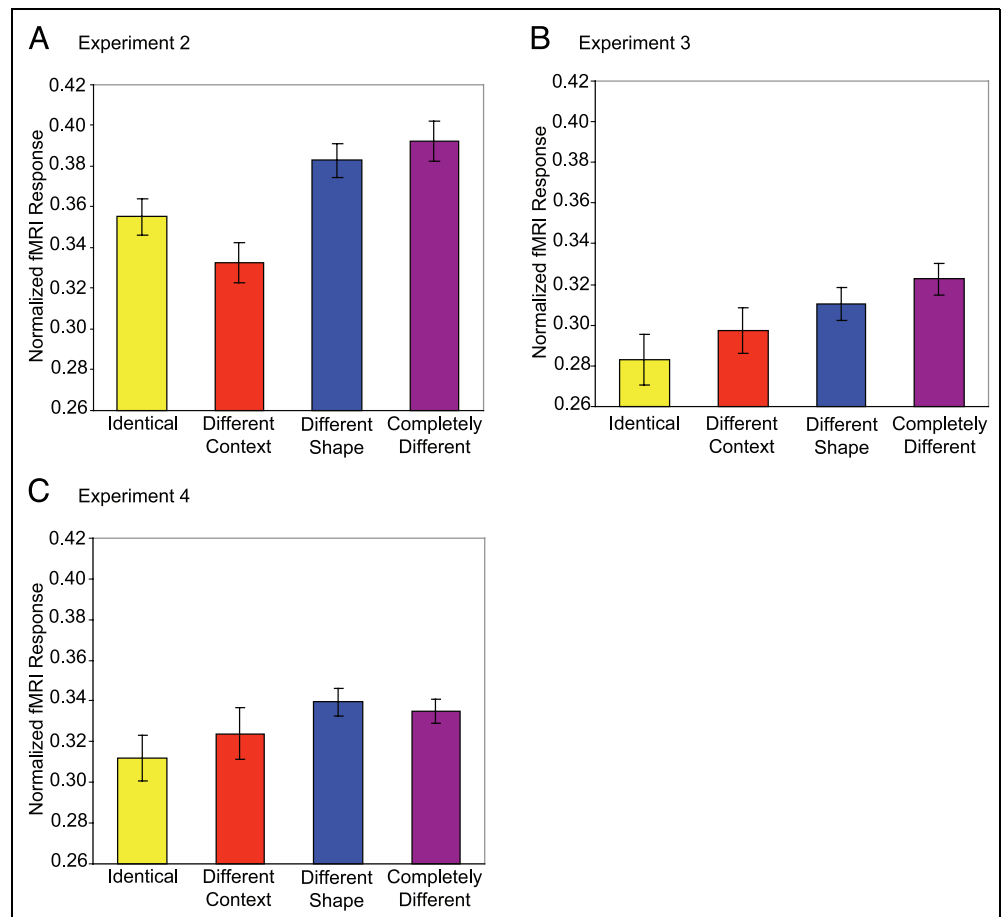 A Experiment 2
Normalized fMRI Response
0.42
0.40
0.38
0.36
0.34
0.32
0.30
0.28
0.26
Identical
Different Context
Different Shape
Completely Different
B Experiment 3
Normalized fMRI Response
0.42
0.40
0.38
0.36
0.34
0.32
0.30
0.28
0.26
Identical
Different Context
Different Shape
Completely Different
C Experiment 4
Normalized fMRI Response
0.42
0.40
0.38
0.36
0.34
0.32
0.30
0.28
0.26
Identical
Different Context
Different Shape
Completely Different